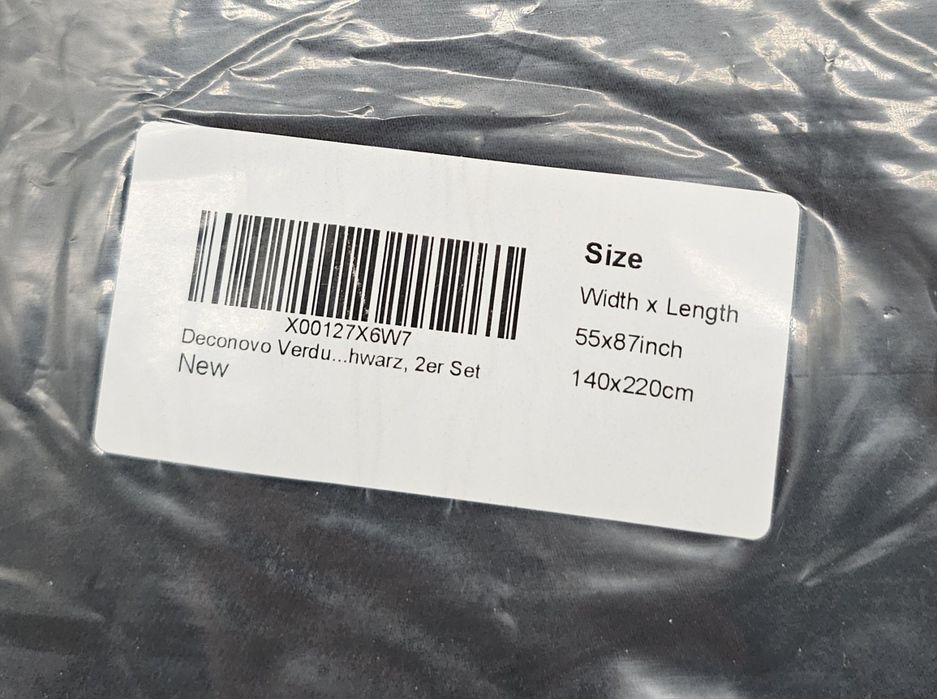 X00127X6W7
Deconovo Verdu...hwarz, 2er Set
New
Size
Width x Length
55x87inch
140x220cm